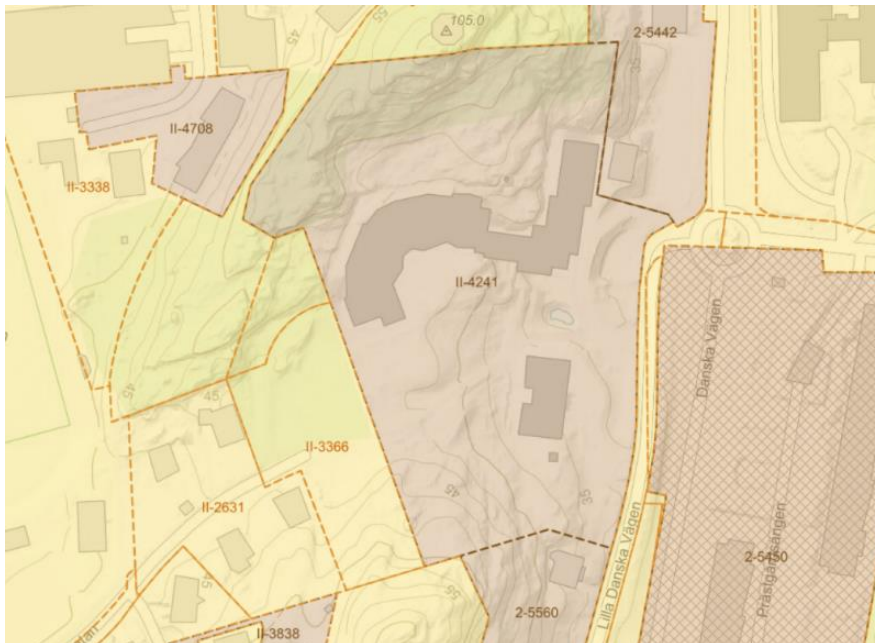 55
105.0
2-5442
45
35
II-4708
II-3338
II-4241
Danska Vägen
45
45
II-3366
45
35
II-2631
Lilla Danska Vägen
Prästgårdsängen
2-5450
45
55
2-5560
II-3838